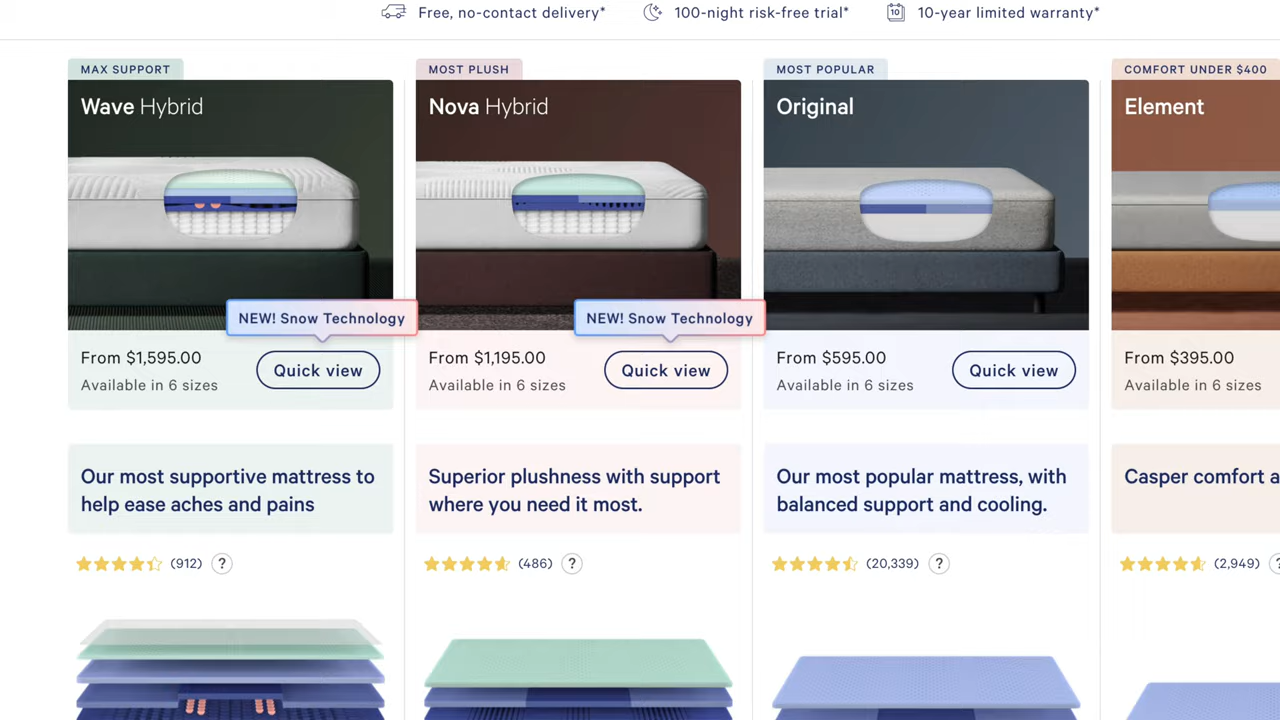 Free, no-contact delivery*
100-night risk-free trial*
10
10-year limited warranty*
MAX SUPPORT
Wave Hybrid
NEW! Snow Technology
From $1,595.00
Available in 6 sizes
Quick view
Our most supportive mattress to
help ease aches and pains
(912) ?
MOST PLUSH
Nova Hybrid
NEW! Snow Technology
From $1,195.00
Available in 6 sizes
Quick view
Superior plushness with support
where you need it most.
(486) ?
MOST POPULAR
Original
From $595.00
Available in 6 sizes
Quick view
Our most popular mattress, with
balanced support and cooling.
(20,339) ?
COMFORT UNDER $400
Element
From $395.00
Available in 6 sizes
Casper comfort a
(2,949) ?